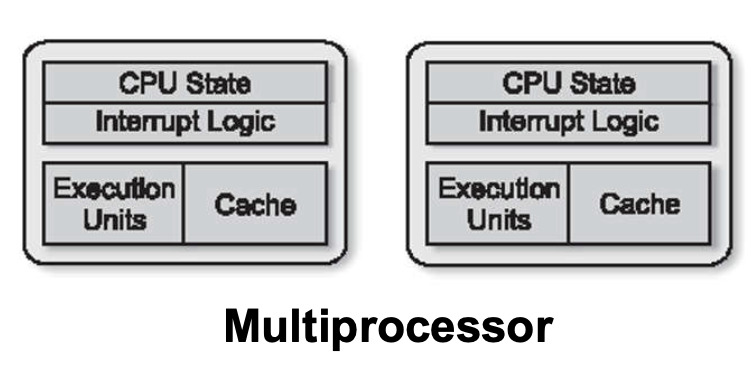 CPU State
Interrupt Logic
Execution
Units
Cache
CPU State
Interrupt Logic
Execution
Units
Cache
Multiprocessor